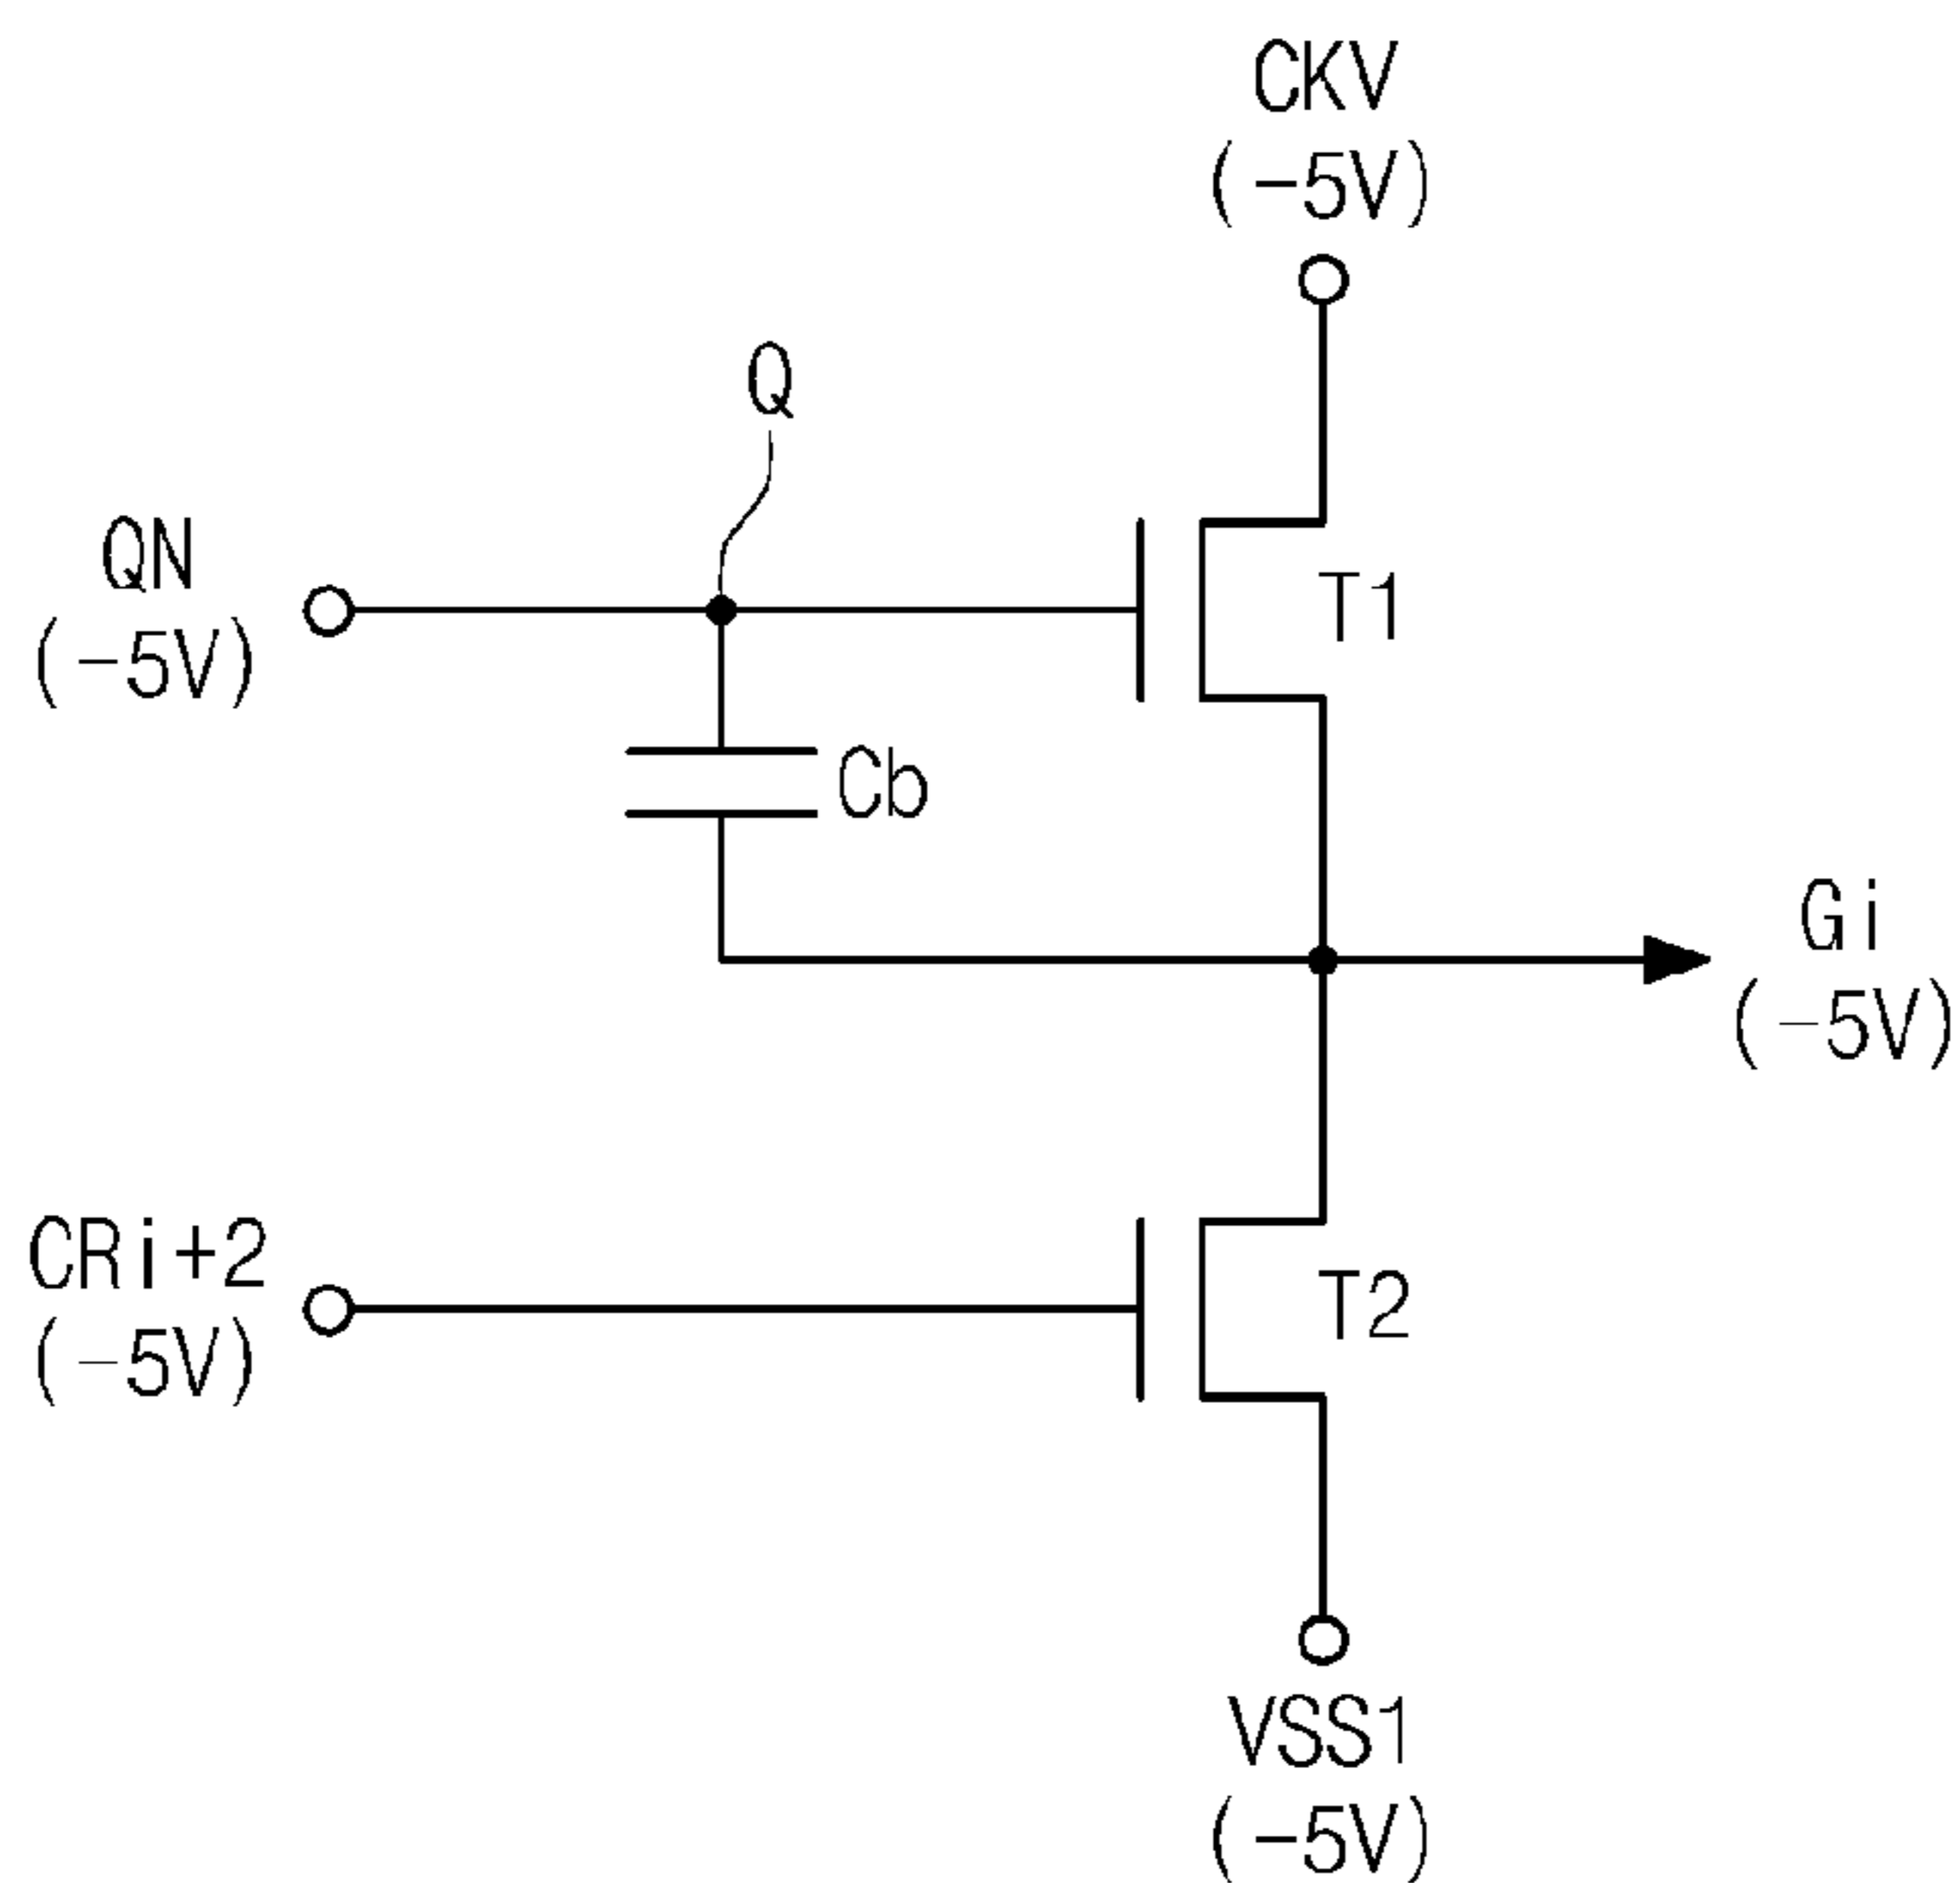 CKV
(-5V)
Q
QN
(-5V)
T1
Cb
Gi
(-5V)
CRi+2
(-5V)
T2
VSS1
(-5V)